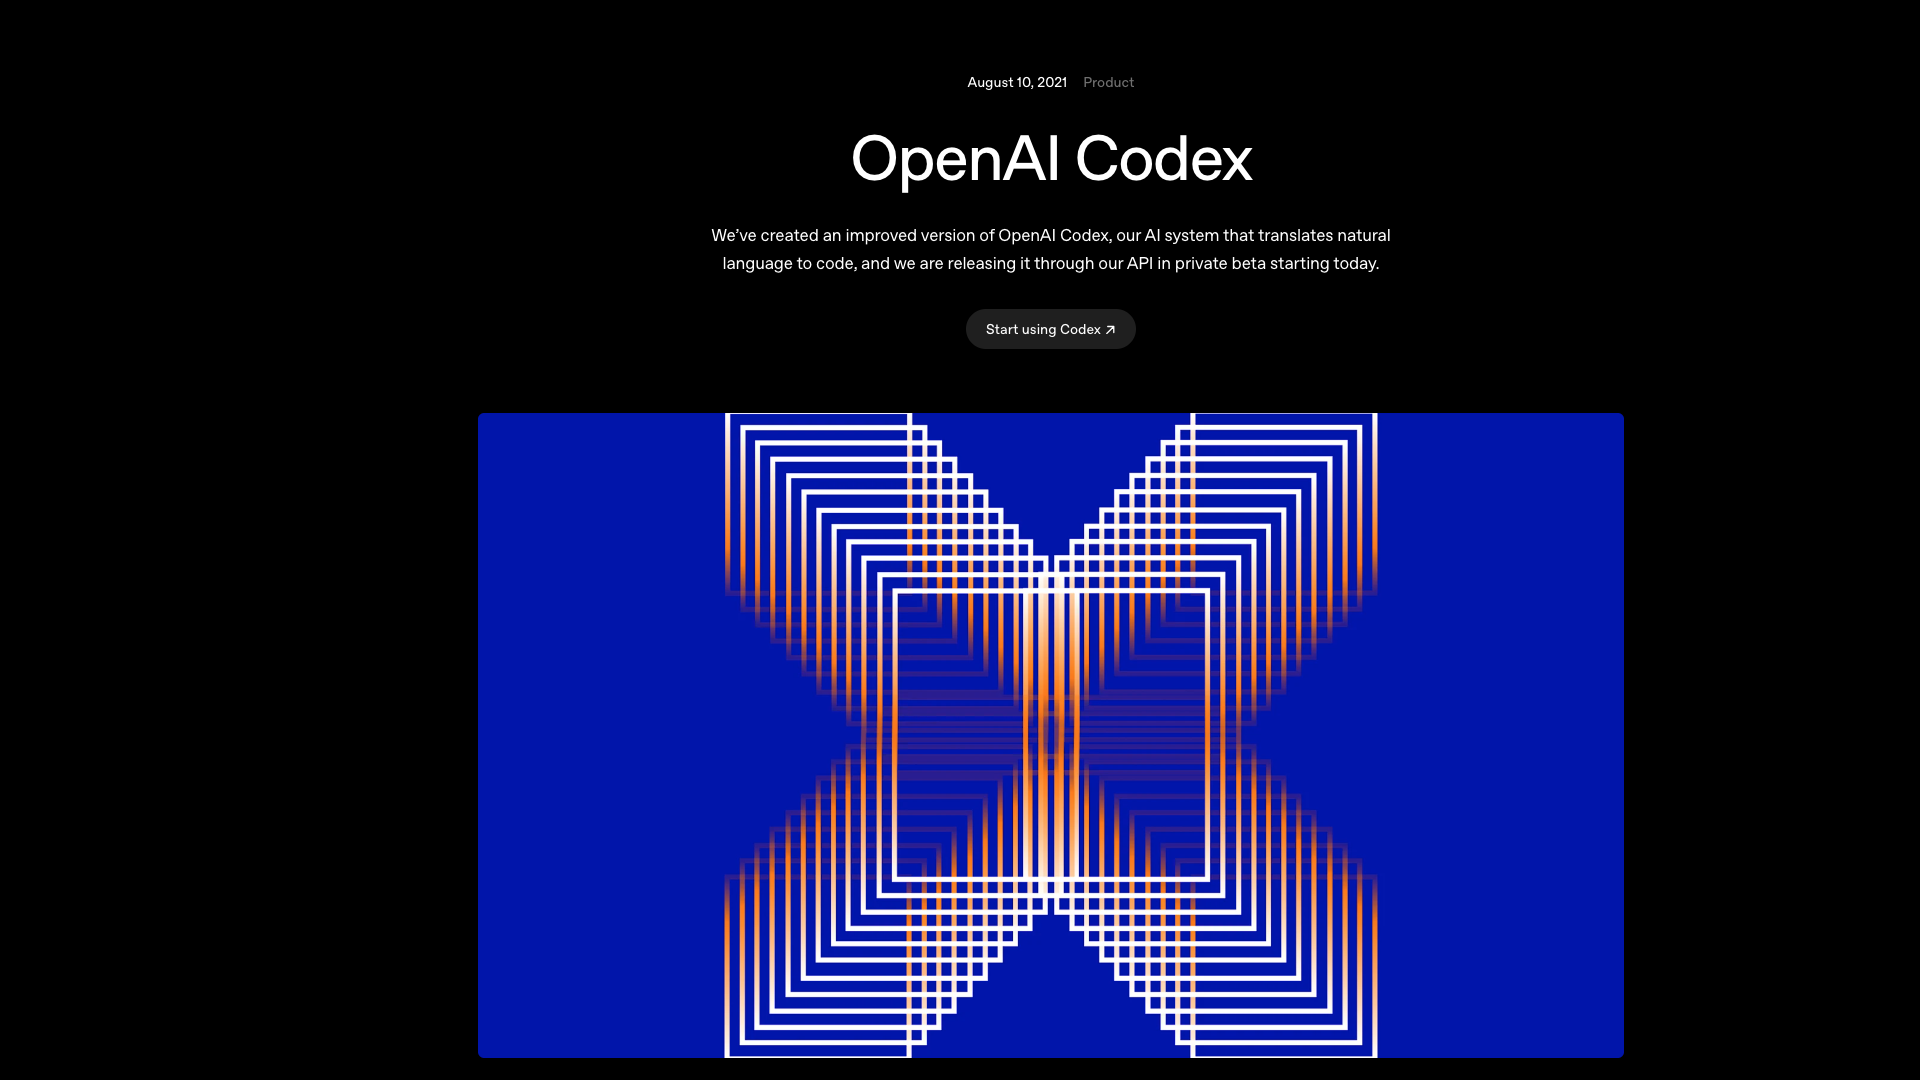 August 10, 2021 Product
OpenAI Codex
We’ve created an improved version of OpenAI Codex, our AI system that translates natural
language to code, and we are releasing it through our API in private beta starting today.
Start using Codex ↗